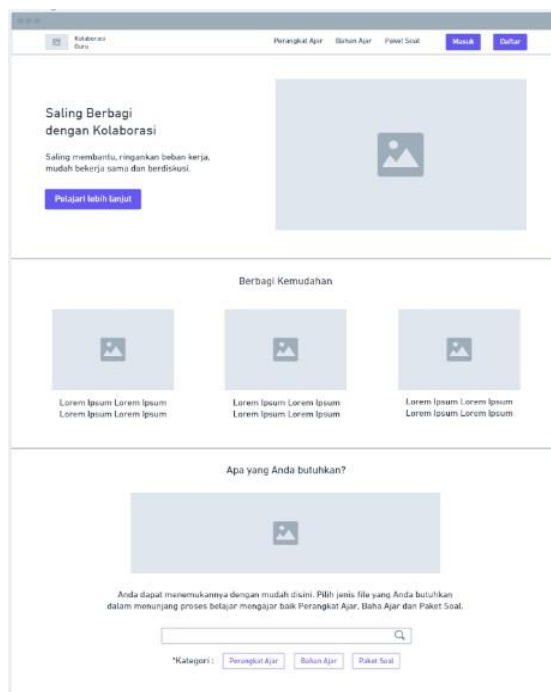 Kolaborasi
Guru
Perangkat Ajar
Bahan Ajar
Paket Soal
Masuk
Daftar
Saling Berbagi
dengan Kolaborasi
Saling membantu, ringankan beban kerja,
mudah bekerja sama dan berdiskusi.
Pelajari lebih lanjut
Berbagi Kemudahan
Lorem Ipsum Lorem Ipsum
Lorem Ipsum Lorem Ipsum
Lorem Ipsum Lorem Ipsum
Lorem Ipsum Lorem Ipsum
Lorem Ipsum Lorem Ipsum
Lorem Ipsum Lorem Ipsum
Apa yang Anda butuhkan?
Anda dapat menemukannya dengan mudah disini. Pilih jenis file yang Anda butuhkan
dalam menunjang proses belajar mengajar baik Perangkat Ajar, Baha Ajar dan Paket Soal.
*Kategori :
Perangkat Ajar
Bahan Ajar
Paket Soal